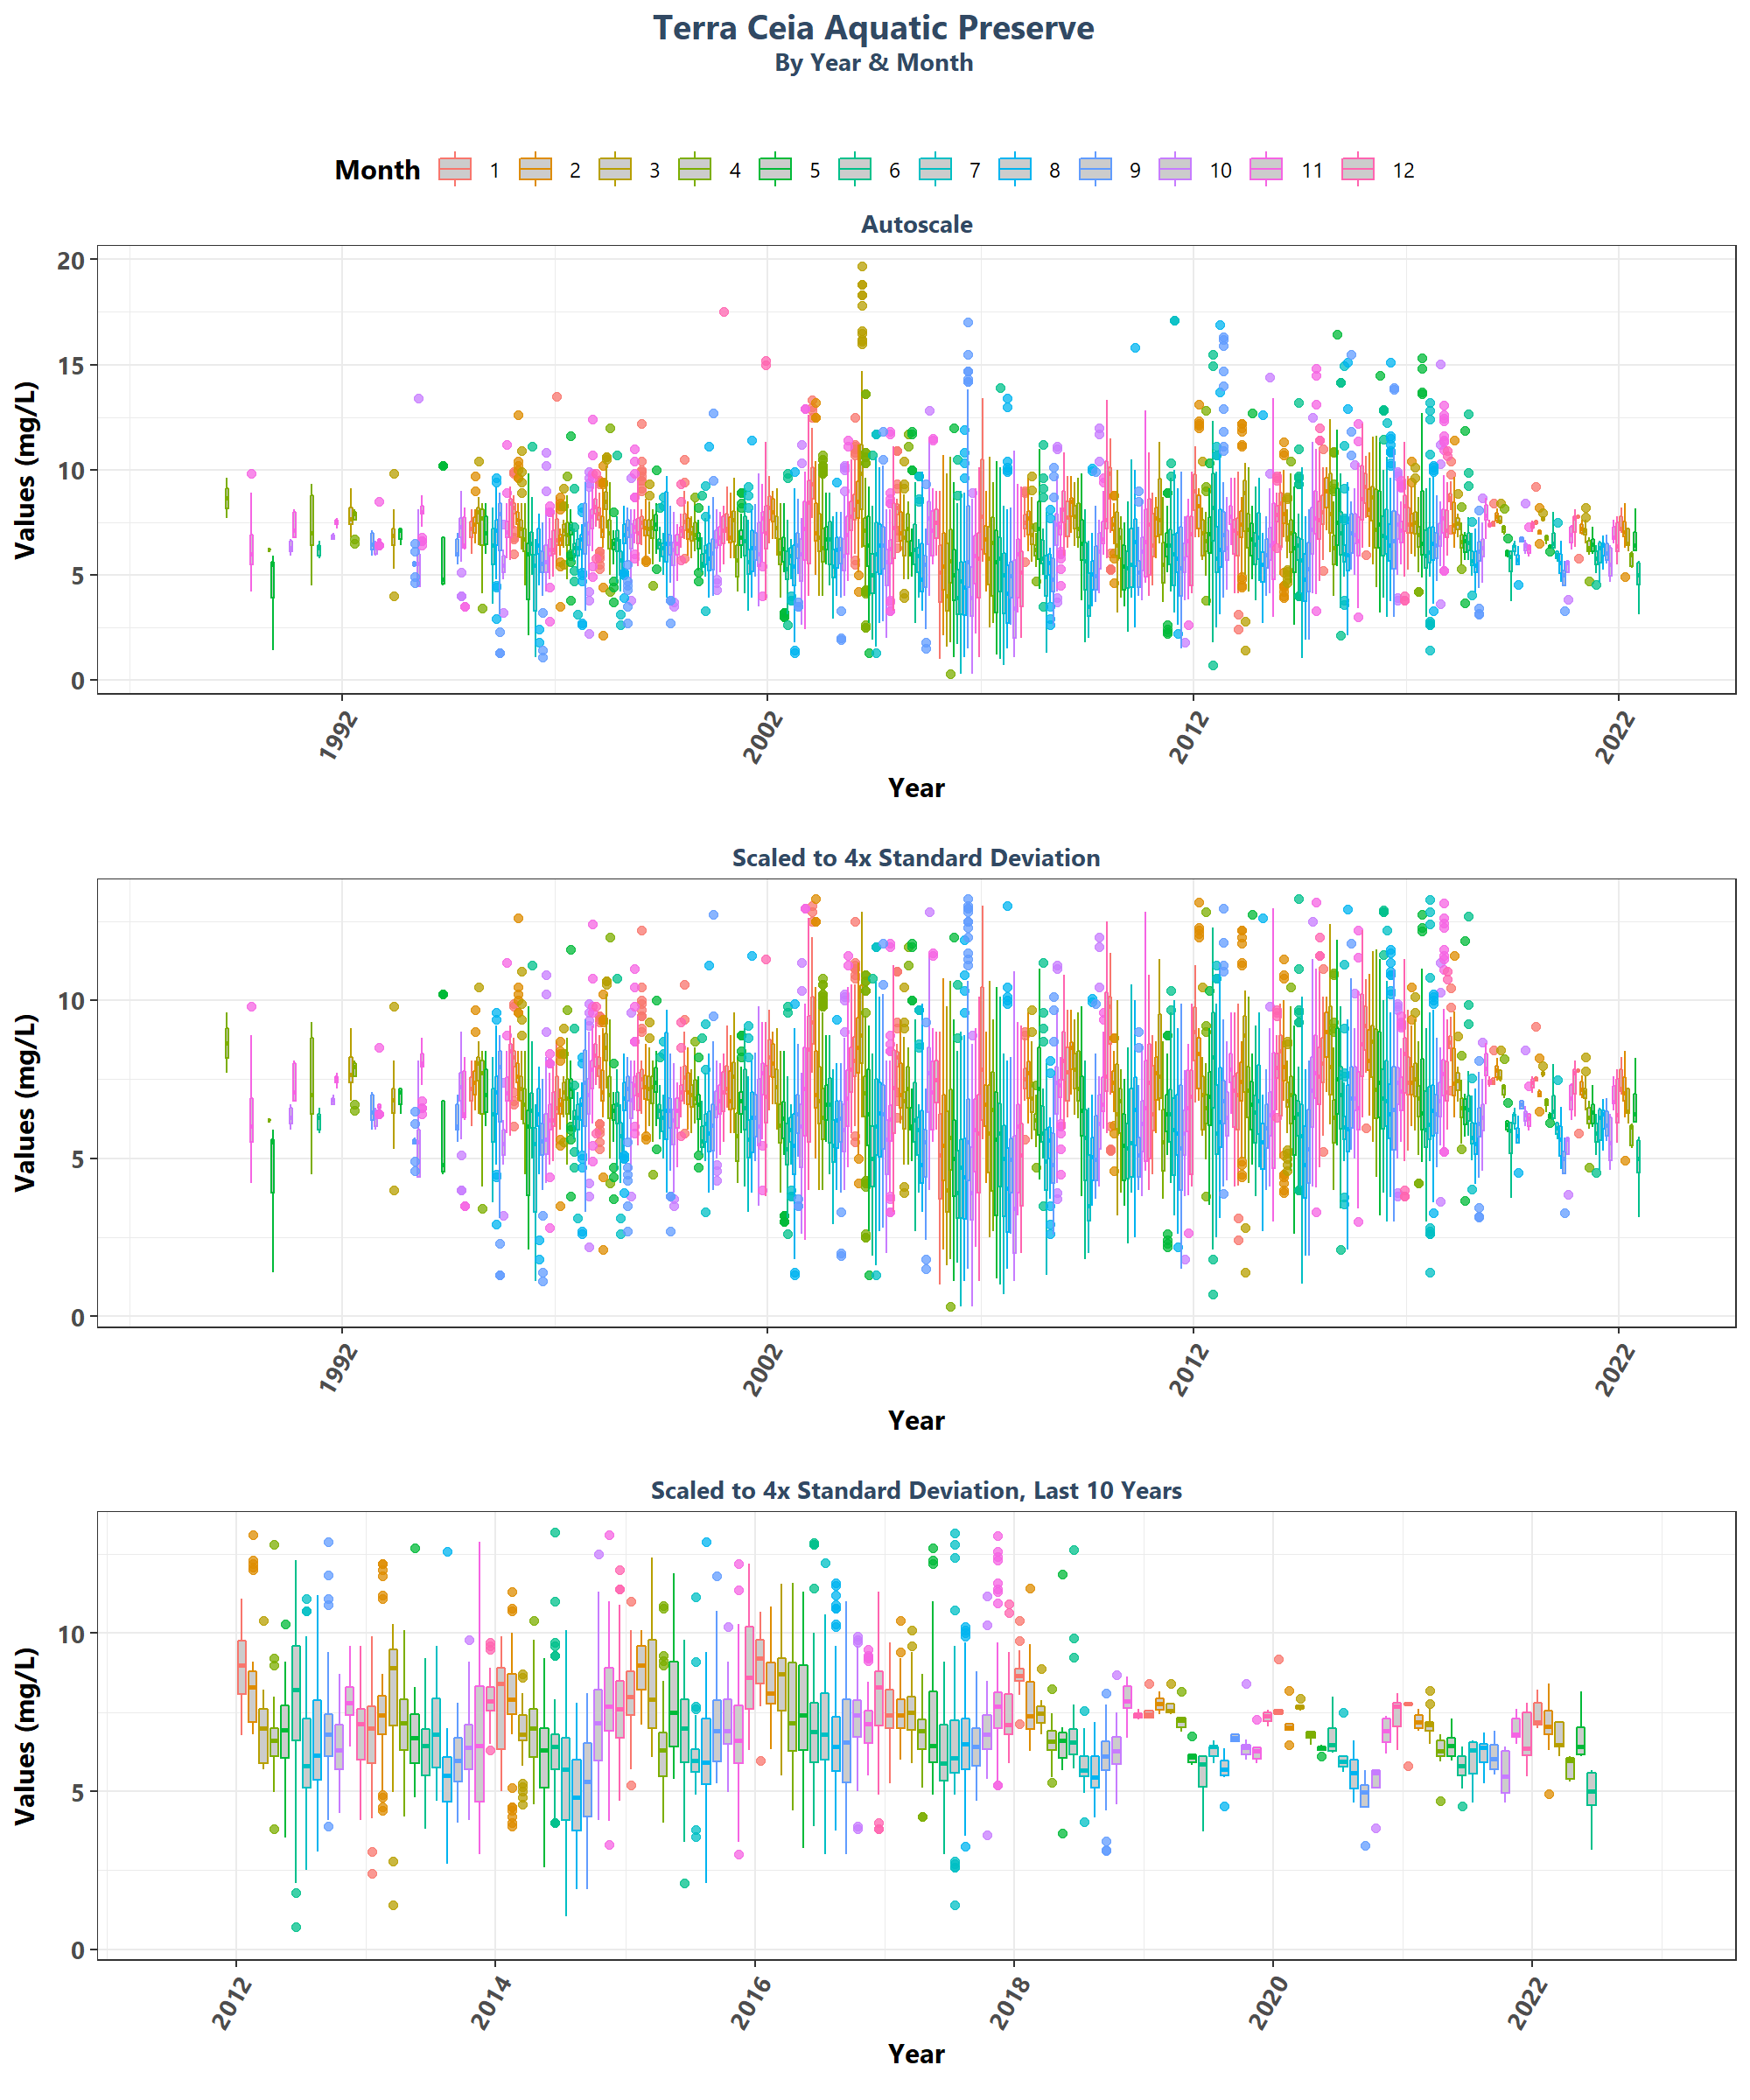 Terra Ceia Aquatic Preserve
By Year & Month
Month 1 2 3 4 5 6 7 8 9 10 11 12
Autoscale
Values (mg/L)
20
15
10
5
0
1992 2002 2012 2022
Year
Scaled to 4x Standard Deviation
Values (mg/L)
10
5
0
1992 2002 2012 2022
Year
Scaled to 4x Standard Deviation, Last 10 Years
Values (mg/L)
10
5
0
2012 2014 2016 2018 2020 2022
Year